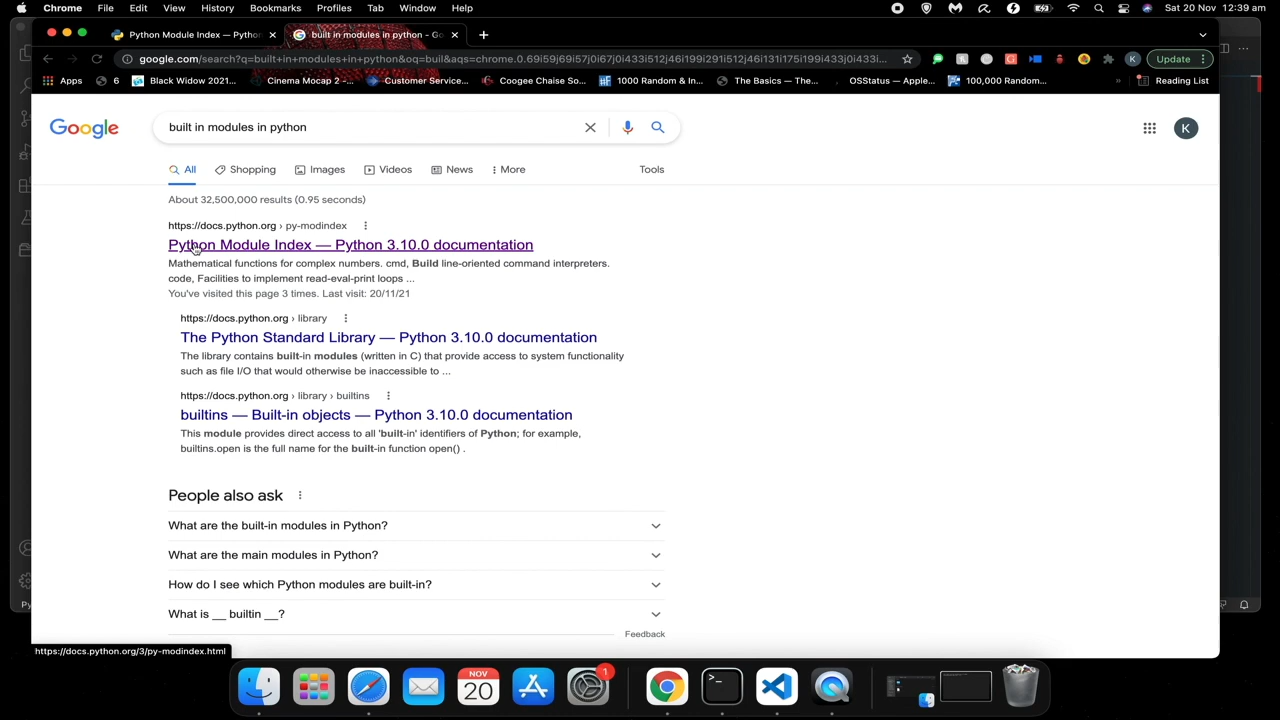 Chrome File Edit View History Bookmarks Profiles Tab Window Help Sat 20 Nov 12:39 am
Python Module Index — Pytho built in modules in python - Go
google.com/search?q=built+in+modules+in+python&oq=buil&aqs=chrome.0.69i59j69i57j0i67j0i433i512j46i199i291i512j46i131i175i199i433j0i433i... K Update
Apps 6 Black Widow 2021... Cinema Mocap 2 -... Customer Service... Coogee Chaise So... 1000 Random & In... The Basics — The... OSStatus — Apple... 100,000 Random... » Reading List
Google built in modules in python K
All Shopping Images Videos News More Tools
About 32,500,000 results (0.95 seconds)
https://docs.python.org › py-modindex
Python Module Index — Python 3.10.0 documentation
Mathematical functions for complex numbers. cmd, Build line-oriented command interpreters.
code, Facilities to implement read-eval-print loops ...
You've visited this page 3 times. Last visit: 20/11/21
https://docs.python.org › library
The Python Standard Library — Python 3.10.0 documentation
The library contains built-in modules (written in C) that provide access to system functionality
such as file I/O that would otherwise be inaccessible to ...
https://docs.python.org › library › builtins
builtins — Built-in objects — Python 3.10.0 documentation
This module provides direct access to all 'built-in' identifiers of Python; for example,
builtins.open is the full name for the built-in function open() .
People also ask
What are the built-in modules in Python?
What are the main modules in Python?
How do I see which Python modules are built-in?
Py
What is __ builtin __?
Feedback
https://docs.python.org/3/py-modindex.html
NOV
20
1